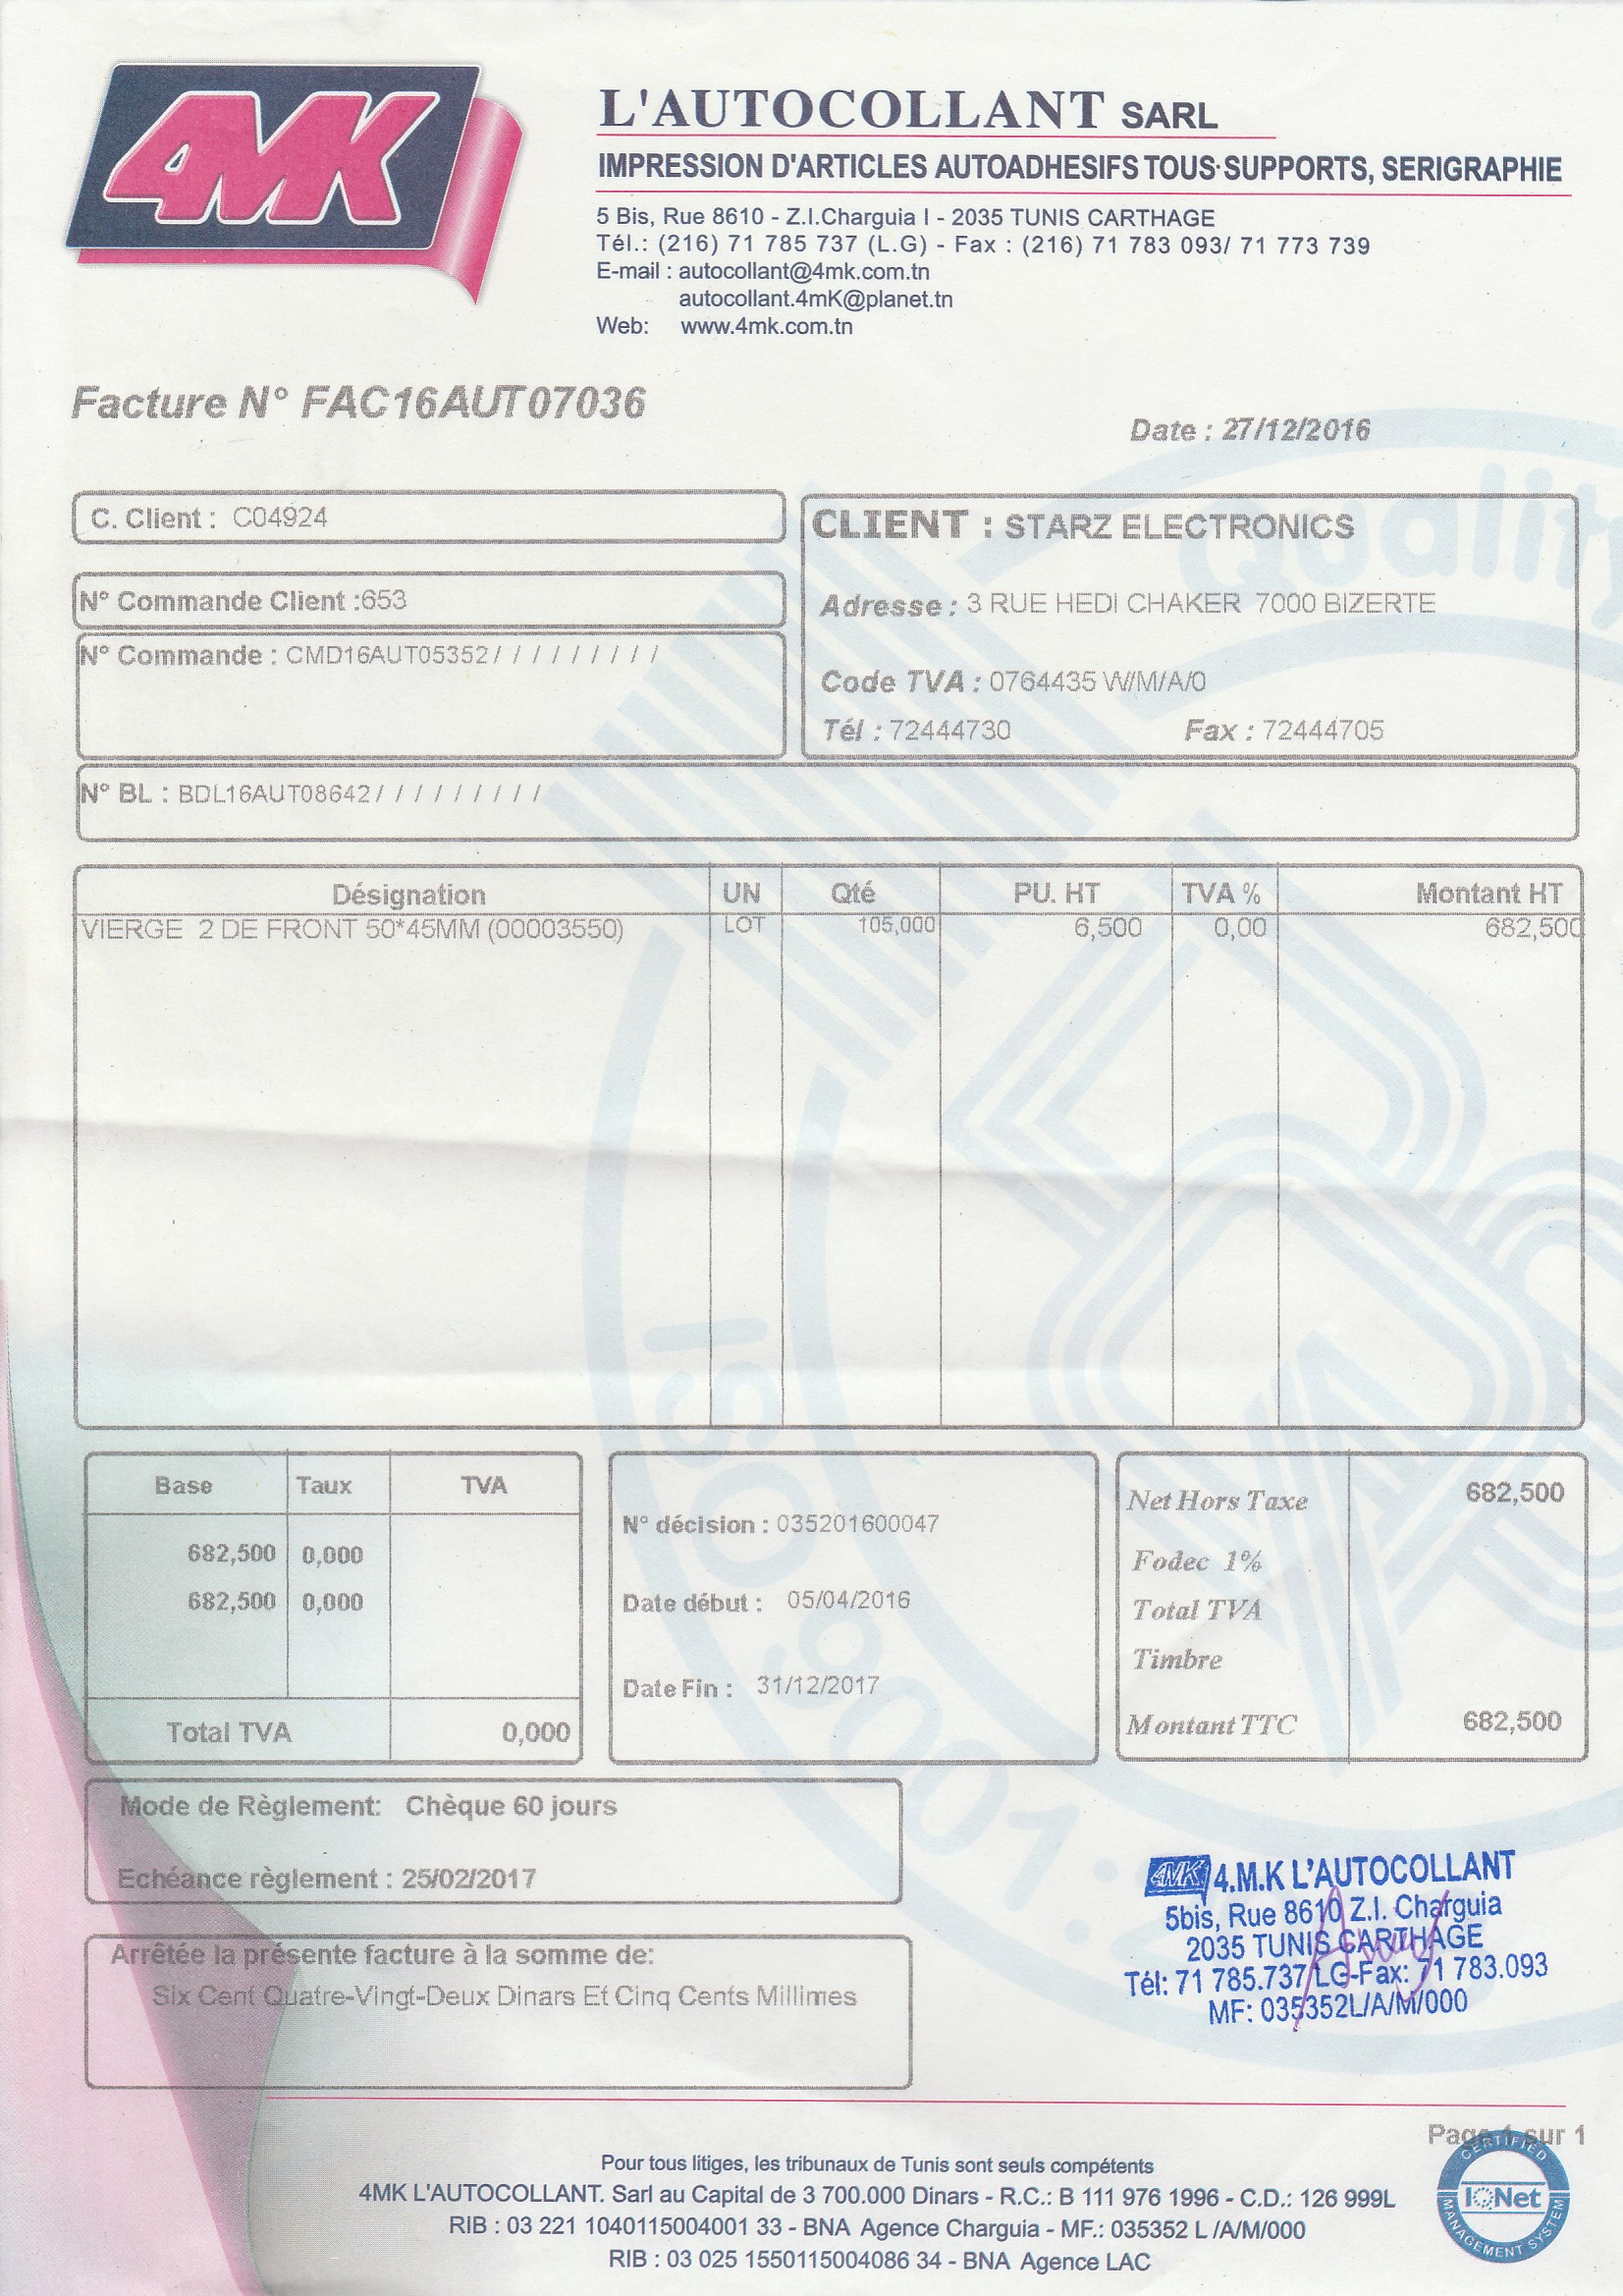 4MK
L'AUTOCOLLANT SARL
IMPRESSION D'ARTICLES AUTOADHESIFS TOUS SUPPORTS, SERIGRAPHIE
5 Bis, Rue 8610 - Z.I.Charguia I - 2035 TUNIS CARTHAGE
Tél.: (216) 71 785 737 (L.G) - Fax : (216) 71 783 093/ 71 773 739
E-mail : autocollant@4mk.com.tn
autocollant.4mK@planet.tn
Web: www.4mk.com.tn
Facture N° FAC16AUT07036
Date : 27/12/2016
C. Client : C04924
N° Commande Client :653
N° Commande : CMD16AUT05352/ / / / / / / / /
CLIENT : STARZ ELECTRONICS
Adresse : 3 RUE HEDI CHAKER 7000 BIZERTE
Code TVA : 0764435 W/M/A/0
Tél : 72444730 Fax : 72444705
N° BL : BDL16AUT08642/ / / / / / / / /
Désignation UN Qté PU. HT TVA % Montant HT
VIERGE 2 DE FRONT 50*45MM (00003550) LOT 105,000 6,500 0,00 682,500
Base Taux TVA
682,500 0,000
682,500 0,000
Total TVA 0,000
N° décision : 035201600047
Date début : 05/04/2016
Date Fin : 31/12/2017
Net Hors Taxe 682,500
Fodec 1%
Total TVA
Timbre
Montant TTC 682,500
Mode de Règlement: Chèque 60 jours
Echéance règlement : 25/02/2017
Arrêtée la présente facture à la somme de:
Six Cent Quatre-Vingt-Deux Dinars Et Cinq Cents Millimes
4MK 4.M.K L'AUTOCOLLANT
5bis, Rue 8610 Z.I. Charguia
2035 TUNIS CARTHAGE
Tél: 71 785.737 LG-Fax: 71 783.093
MF: 035352L/A/M/000
Page 1 sur 1
Pour tous litiges, les tribunaux de Tunis sont seuls compétents
4MK L'AUTOCOLLANT. Sarl au Capital de 3 700.000 Dinars - R.C.: B 111 976 1996 - C.D.: 126 999L
RIB : 03 221 1040115004001 33 - BNA Agence Charguia - MF.: 035352 L /A/M/000
RIB : 03 025 1550115004086 34 - BNA Agence LAC
CERTIFIED
IQNet
MANAGEMENT SYSTEM